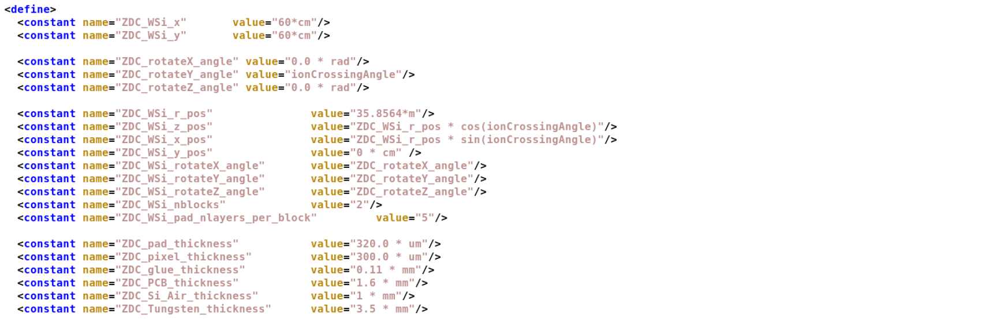 <define>
  <constant name="ZDC_WSi_x"       value="60*cm"/>
  <constant name="ZDC_WSi_y"       value="60*cm"/>

  <constant name="ZDC_rotateX_angle" value="0.0 * rad"/>
  <constant name="ZDC_rotateY_angle" value="ionCrossingAngle"/>
  <constant name="ZDC_rotateZ_angle" value="0.0 * rad"/>

  <constant name="ZDC_WSi_r_pos"               value="35.8564*m"/>
  <constant name="ZDC_WSi_z_pos"               value="ZDC_WSi_r_pos * cos(ionCrossingAngle)"/>
  <constant name="ZDC_WSi_x_pos"               value="ZDC_WSi_r_pos * sin(ionCrossingAngle)"/>
  <constant name="ZDC_WSi_y_pos"               value="0 * cm" />
  <constant name="ZDC_WSi_rotateX_angle"       value="ZDC_rotateX_angle"/>
  <constant name="ZDC_WSi_rotateY_angle"       value="ZDC_rotateY_angle"/>
  <constant name="ZDC_WSi_rotateZ_angle"       value="ZDC_rotateZ_angle"/>
  <constant name="ZDC_WSi_nblocks"             value="2"/>
  <constant name="ZDC_WSi_pad_nlayers_per_block"         value="5"/>

  <constant name="ZDC_pad_thickness"           value="320.0 * um"/>
  <constant name="ZDC_pixel_thickness"         value="300.0 * um"/>
  <constant name="ZDC_glue_thickness"          value="0.11 * mm"/>
  <constant name="ZDC_PCB_thickness"           value="1.6 * mm"/>
  <constant name="ZDC_Si_Air_thickness"        value="1 * mm"/>
  <constant name="ZDC_Tungsten_thickness"      value="3.5 * mm"/>